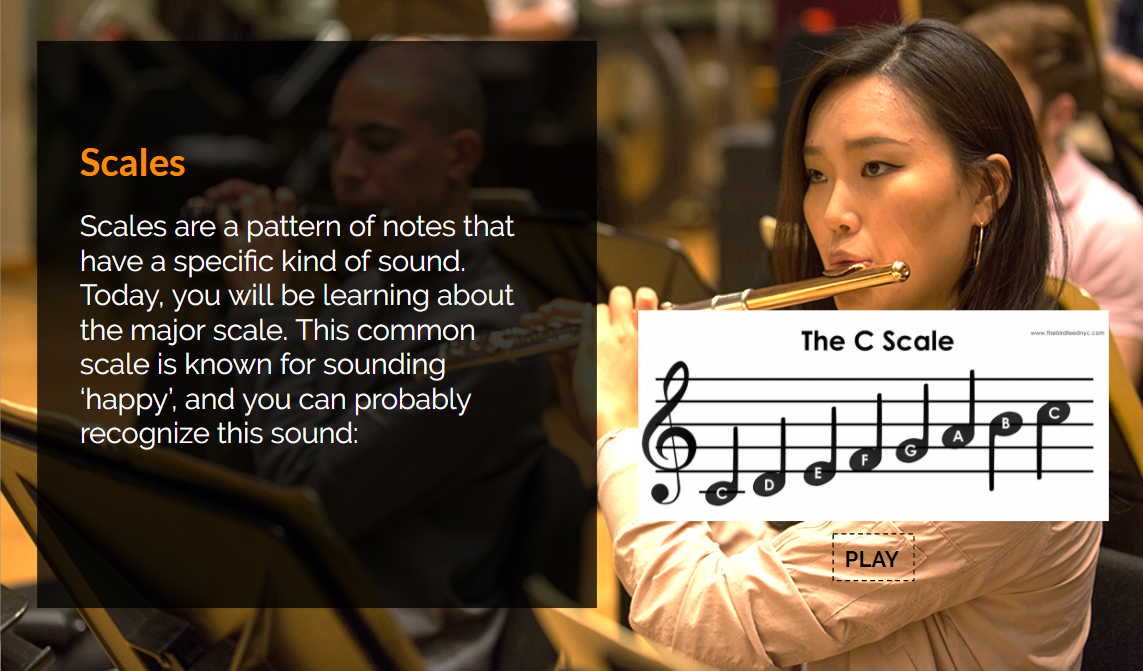 Scales
Scales are a pattern of notes that
have a specific kind of sound.
Today, you will be learning about
the major scale. This common
scale is known for sounding
‘happy’, and you can probably
recognize this sound:
The C Scale
www.thebirdfeednyc.com
C D E F G A B C
PLAY